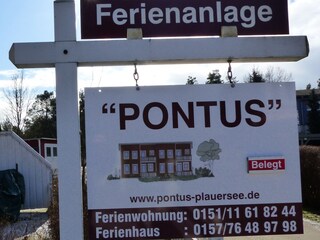 Ferienanlage
"PONTUS"
Belegt
www.pontus-plauersee.de
Ferienwohnung: 0151/11 61 82 44
Ferienhaus : 0157/76 48 97 98